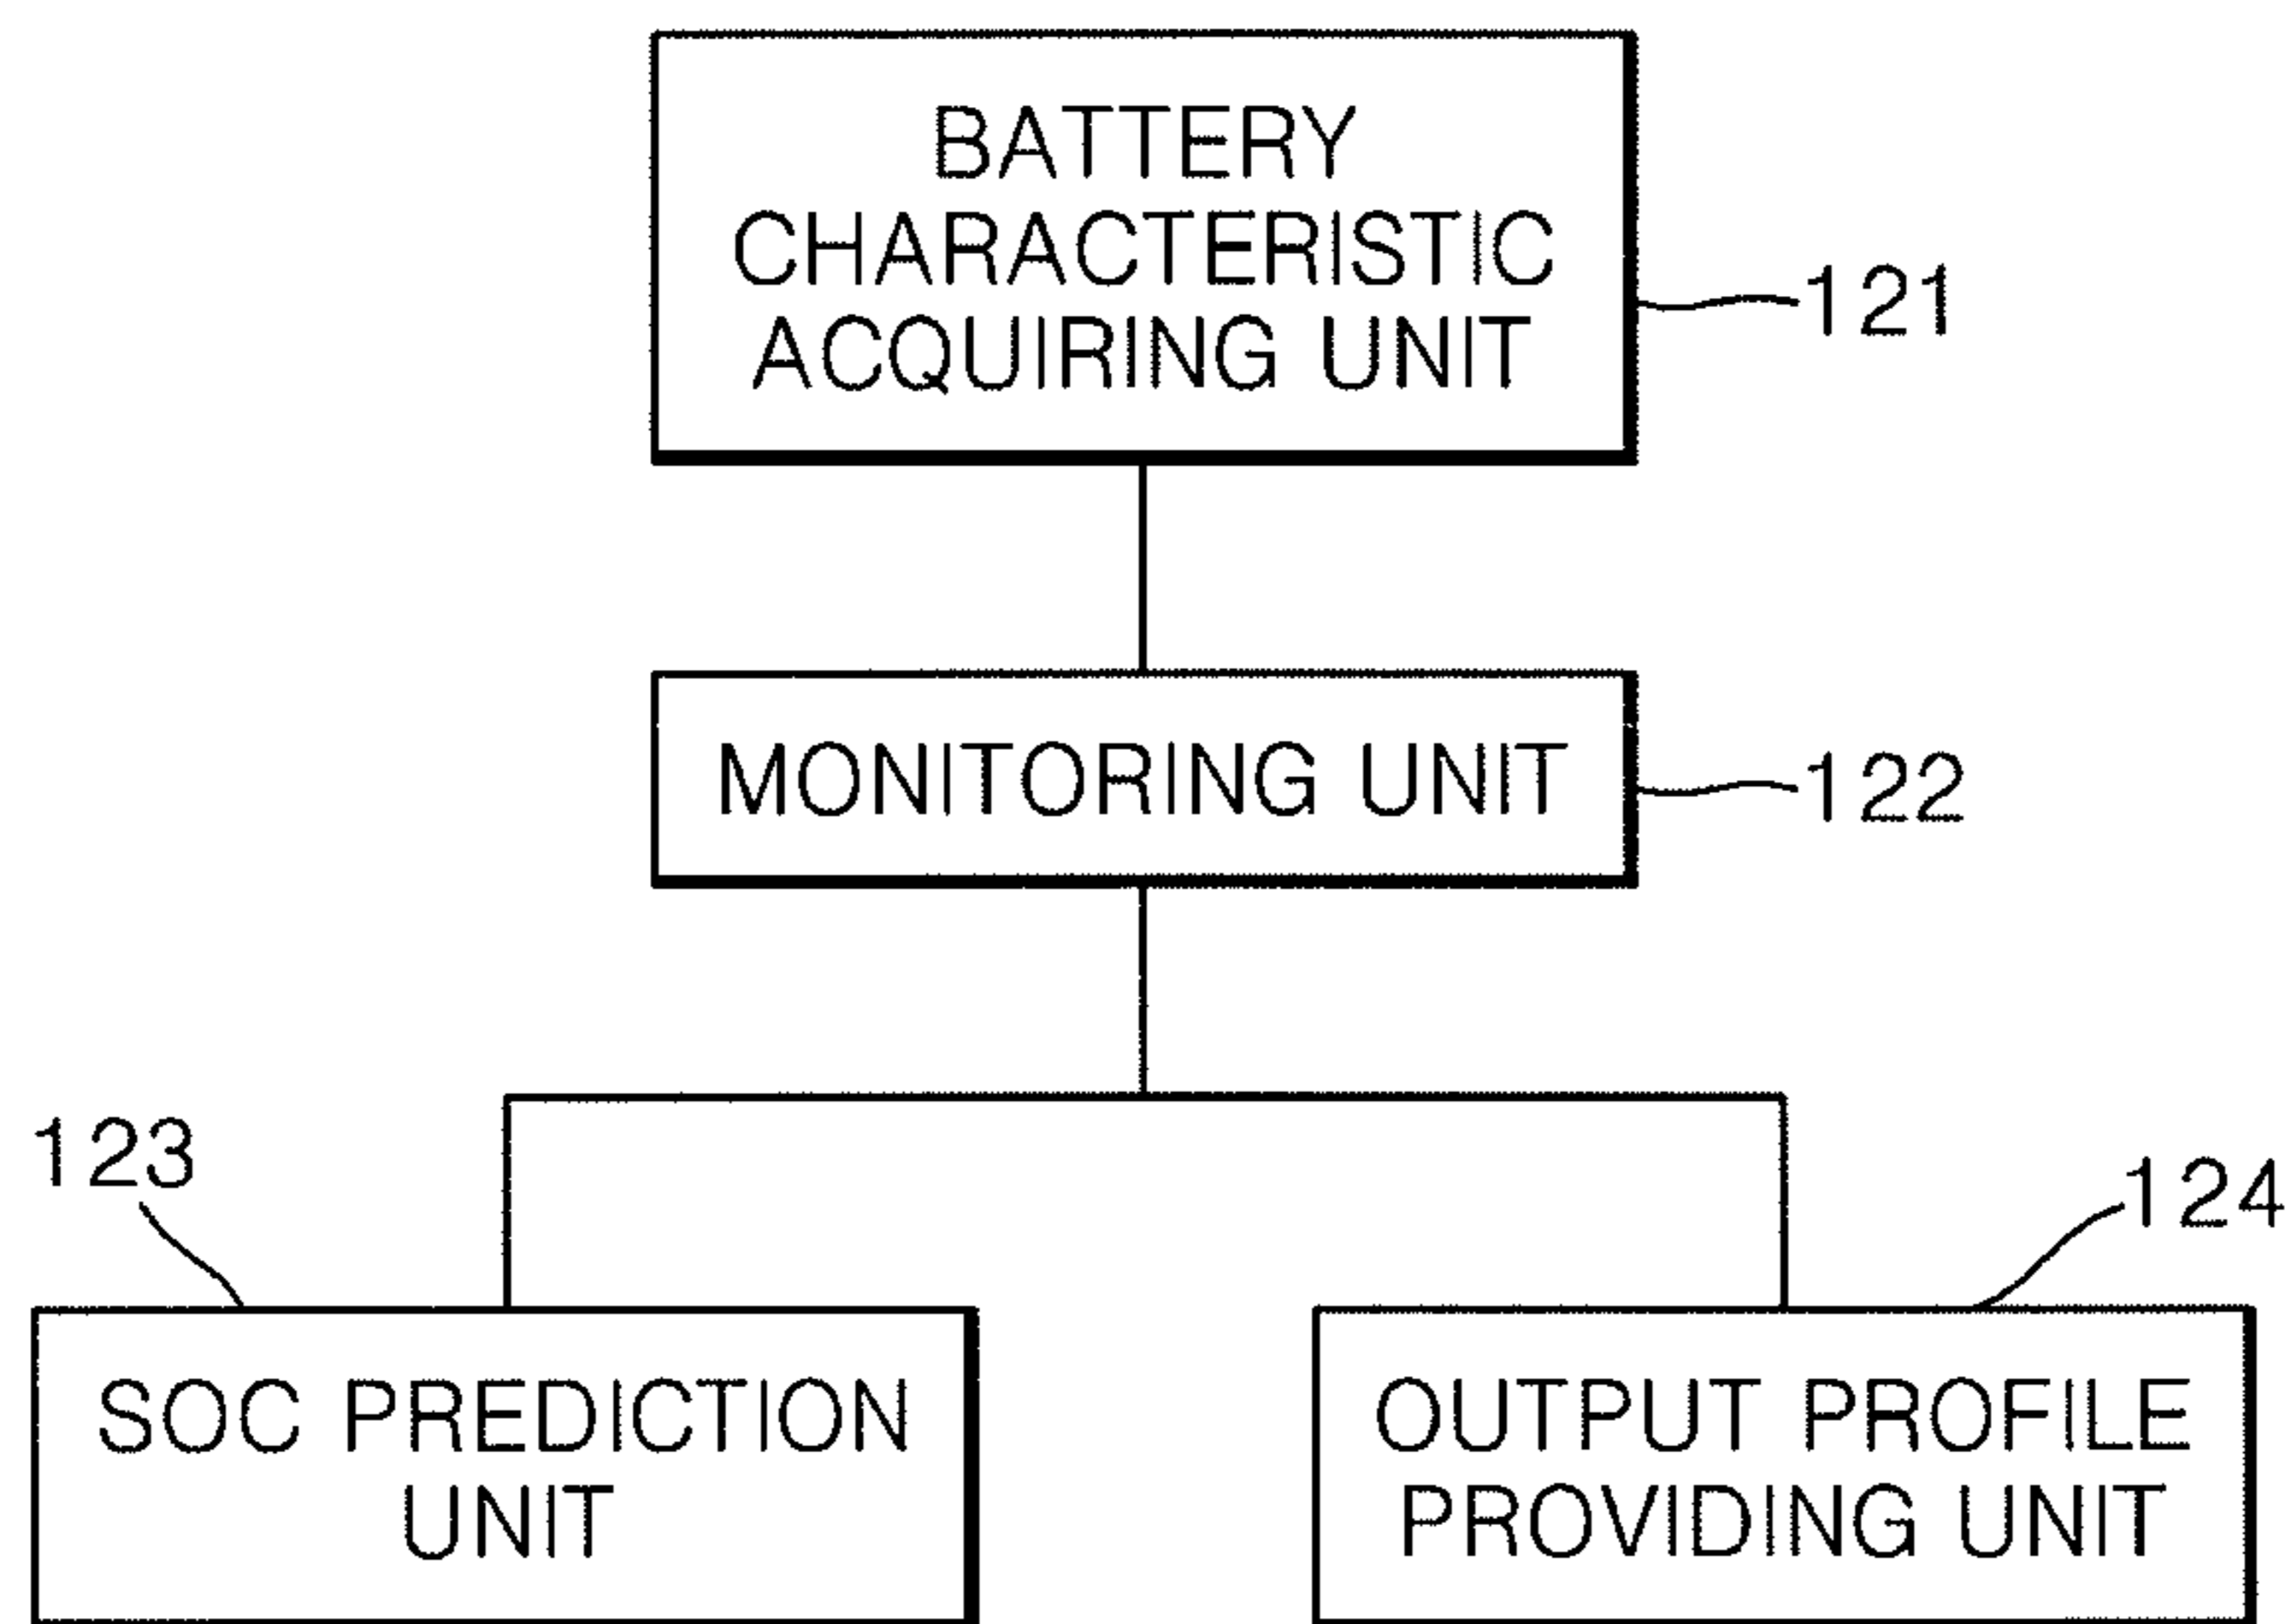 BATTERY
CHARACTERISTIC
ACQUIRING UNIT
121
MONITORING UNIT
122
123
124
SOC PREDICTION
UNIT
OUTPUT PROFILE
PROVIDING UNIT